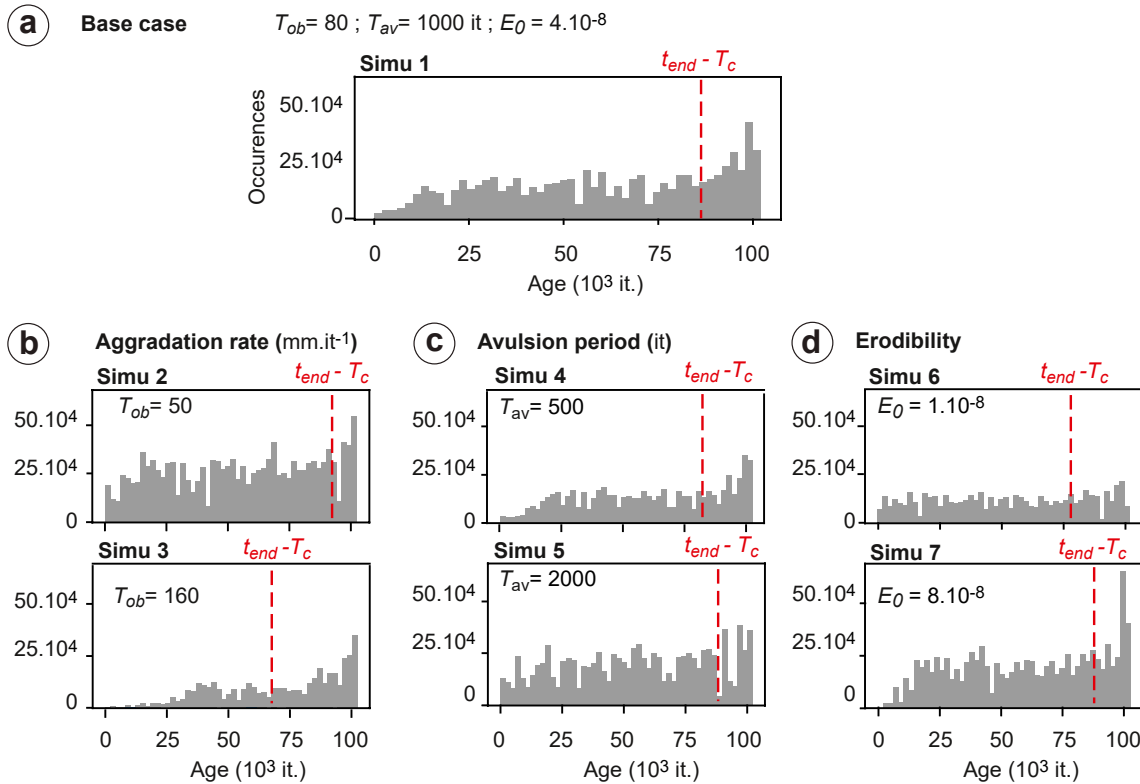 a Base case T_ob= 80 ; T_av= 1000 it ; E_0 = 4.10^-8
Simu 1 t_end - T_c
Occurences
50.10^4
25.10^4
0
0 25 50 75 100
Age (10^3 it.)
b Aggradation rate (mm.it^-1)
Simu 2 t_end - T_c
T_ob= 50
50.10^4
25.10^4
0
Simu 3 t_end -T_c
T_ob= 160
50.10^4
25.10^4
0
0 25 50 75 100
Age (10^3 it.)
c Avulsion period (it)
Simu 4 t_end -T_c
T_av= 500
50.10^4
25.10^4
0
Simu 5 t_end -T_c
T_av= 2000
50.10^4
25.10^4
0
0 25 50 75 100
Age (10^3 it.)
d Erodibility
Simu 6 t_end -T_c
E_0 = 1.10^-8
50.10^4
25.10^4
0
Simu 7 t_end -T_c
E_0 = 8.10^-8
50.10^4
25.10^4
0
0 25 50 75 100
Age (10^3 it.)